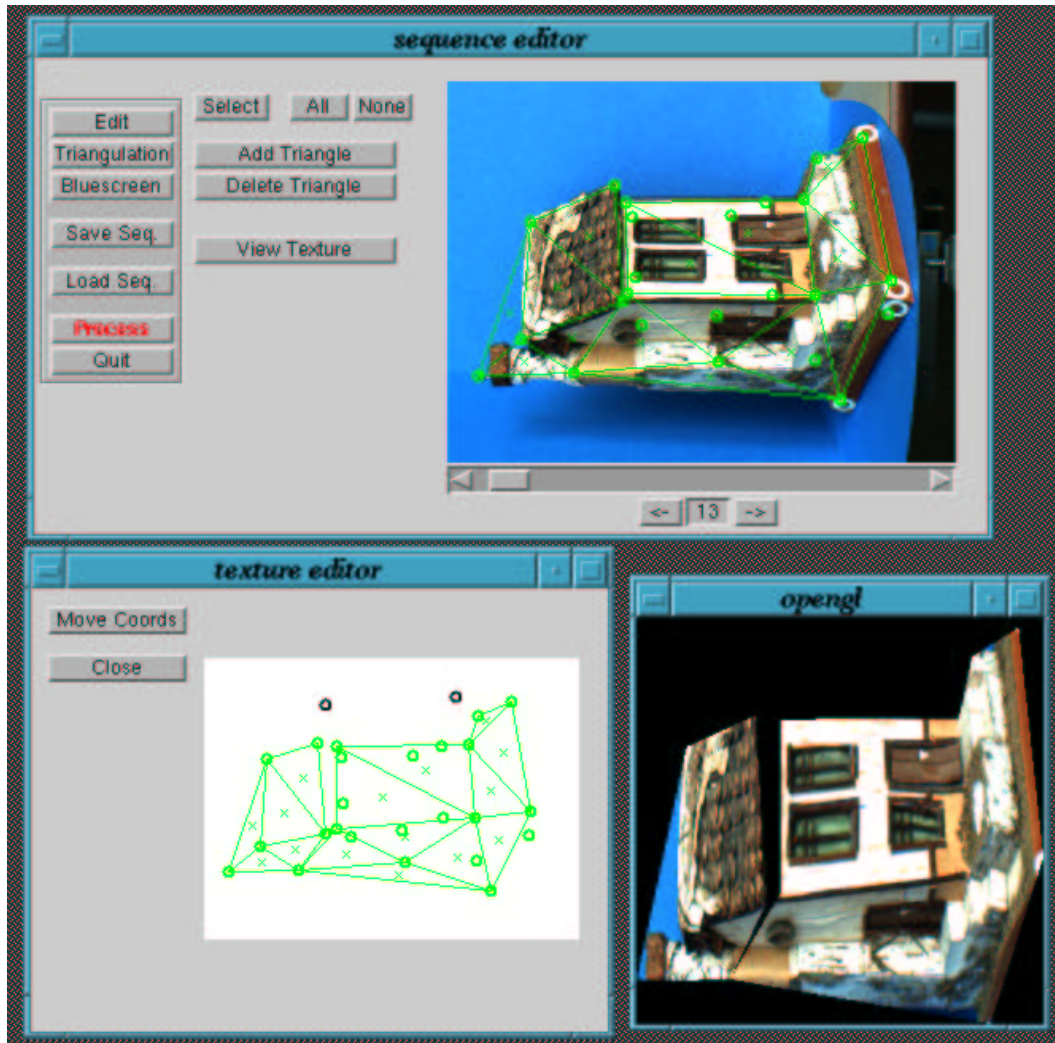 sequence editor
Select All None
Edit
Triangulation
Add Triangle
Bluescreen
Delete Triangle
Save Seq.
View Texture
Load Seq.
Process
Quit
<- 13 ->
texture editor
opengl
Move Coords
Close